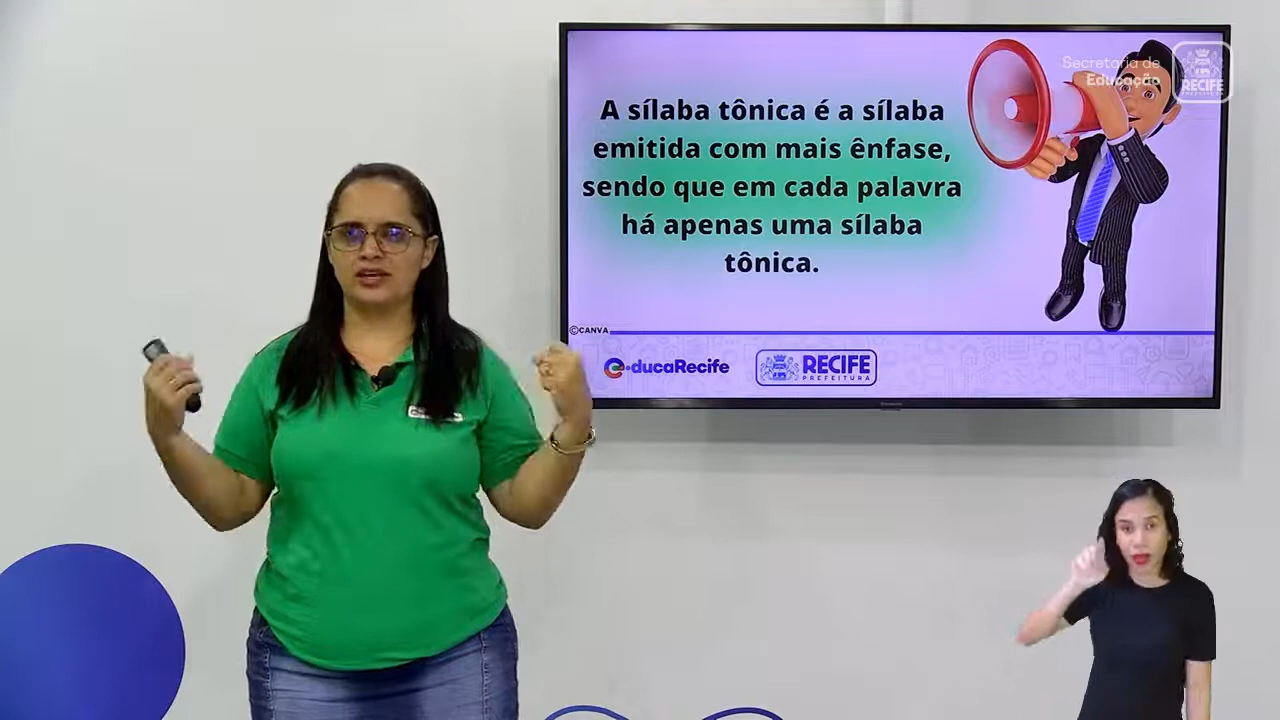 Secretaria de
Educação
RECIFE
PREFEITURA
A sílaba tônica é a sílaba
emitida com mais ênfase,
sendo que em cada palavra
há apenas uma sílaba
tônica.
©CANVA
EducaRecife
RECIFE
PREFEITURA